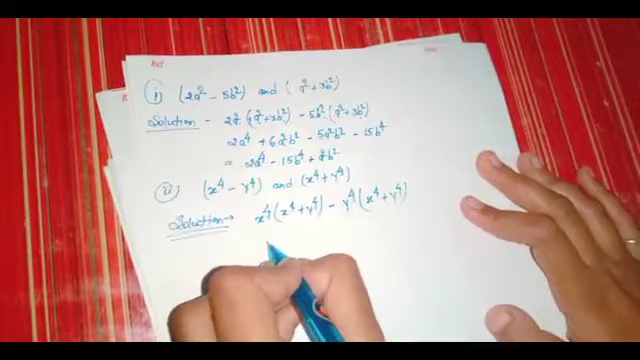 i) (2a² - 5b²) and (a² + 3b²)
Solution - 2a² (a² + 3b²) - 5b² (a² + 3b²)
2a⁴ + 6a²b² - 5a²b² - 15b⁴
= 2a⁴ - 15b⁴ + a²b²
ii) (x⁴ - y⁴) and (x⁴ + y⁴)
Solution → x⁴ (x⁴ + y⁴) - y⁴ (x⁴ + y⁴)